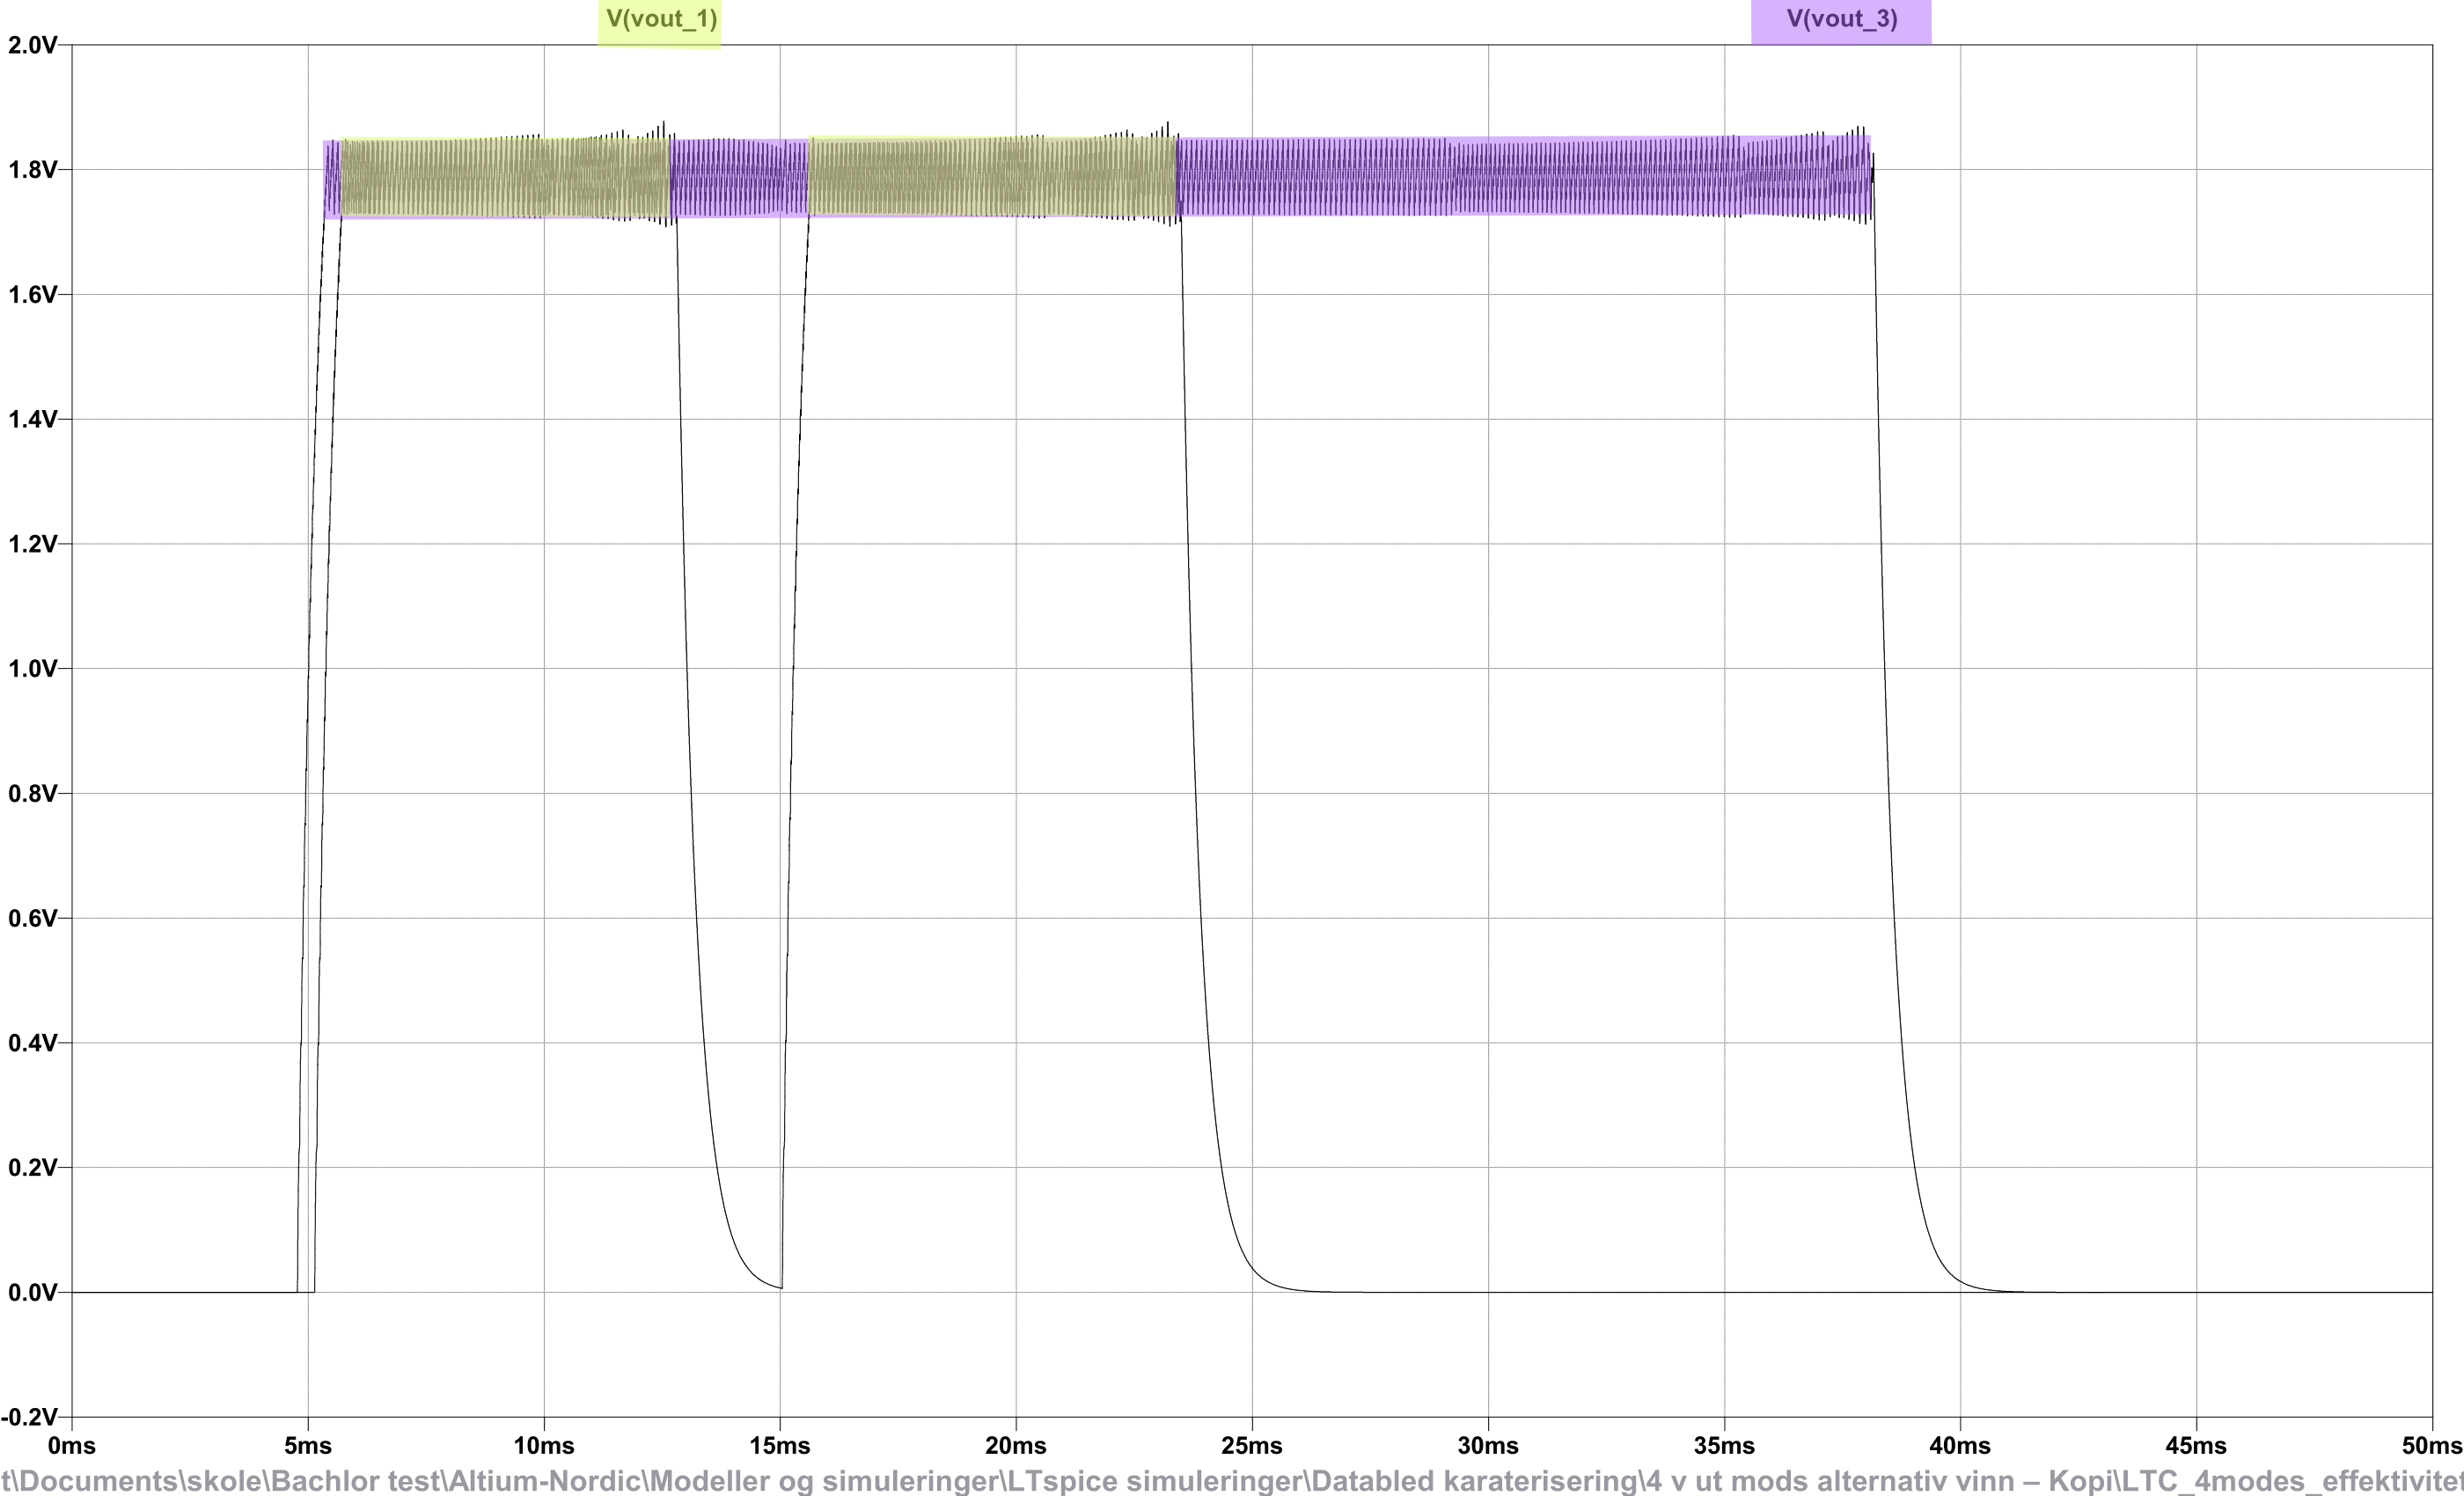 V(vout_1) V(vout_3)
2.0V
1.8V
1.6V
1.4V
1.2V
1.0V
0.8V
0.6V
0.4V
0.2V
0.0V
-0.2V
0ms 5ms 10ms 15ms 20ms 25ms 30ms 35ms 40ms 45ms 50ms
t\Documents\skole\Bachlor test\Altium-Nordic\Modeller og simuleringer\LTspice simuleringer\Databled karaterisering\4 v ut mods alternativ vinn – Kopi\LTC_4modes_effektivitet